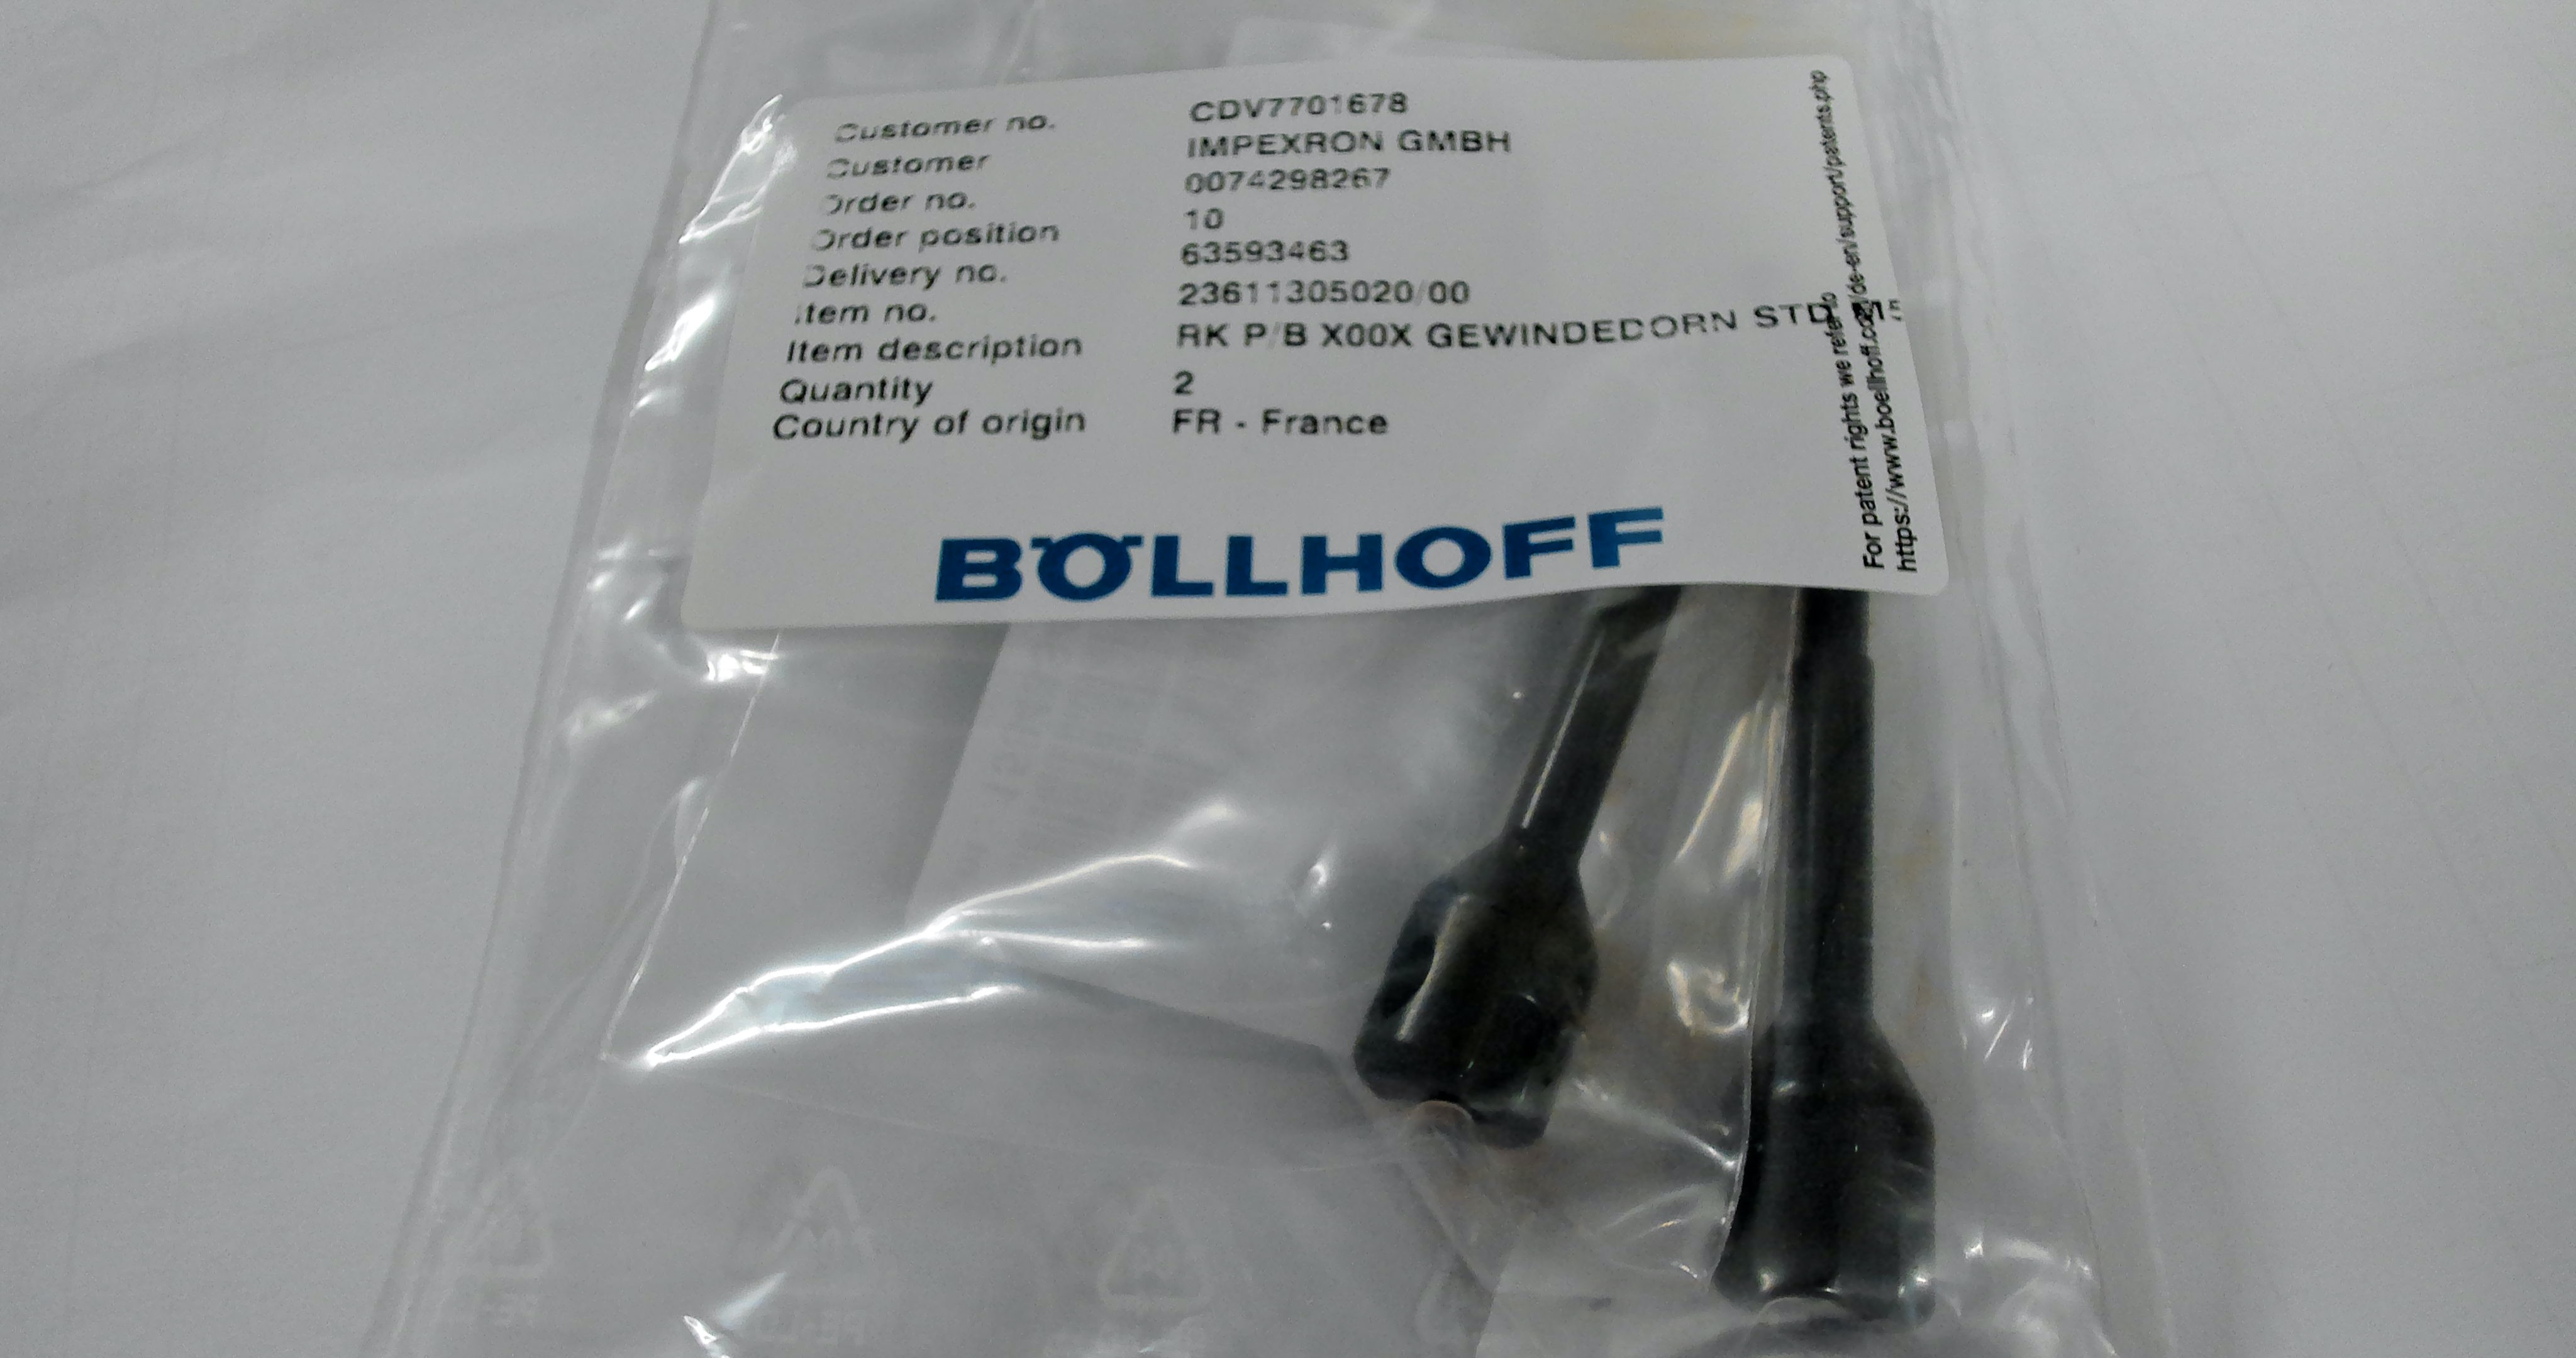 Customer no. CDV7701678
Customer IMPEXRON GMBH
Order no. 0074298267
Order position 10
Delivery no. 63593463
Item no. 23611305020/00
Item description RK P/B X00X GEWINDEDORN STD.
Quantity 2
Country of origin FR - France
BÖLLHOFF
For patent rights we refer to
https://www.boellhoff.com/de-en/support/patents.php